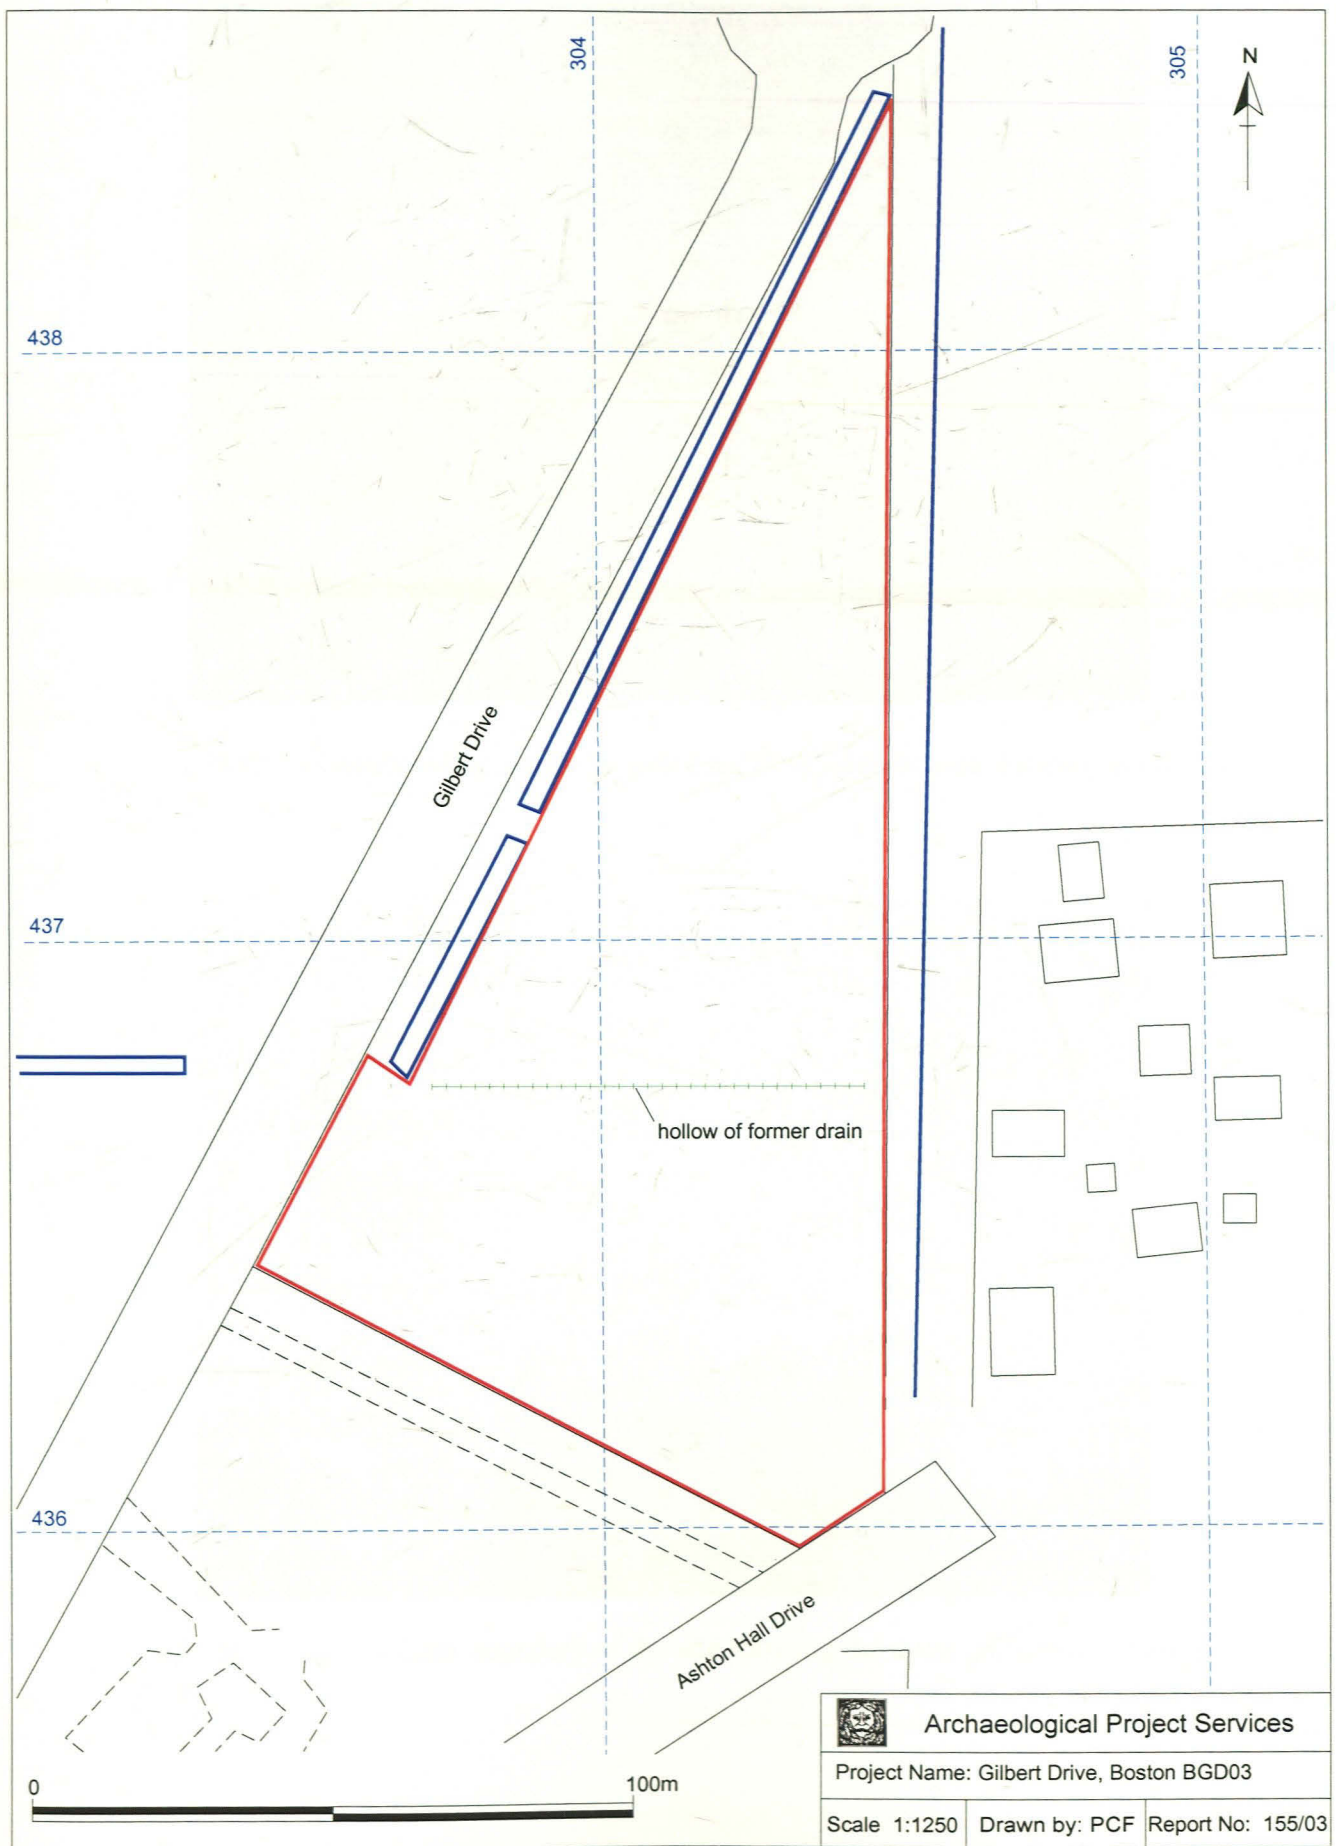 304
305
N
438
Gilbert Drive
437
hollow of former drain
436
Ashton Hall Drive
0
100m
Archaeological Project Services
Project Name: Gilbert Drive, Boston BGD03
Scale 1:1250
Drawn by: PCF
Report No: 155/03